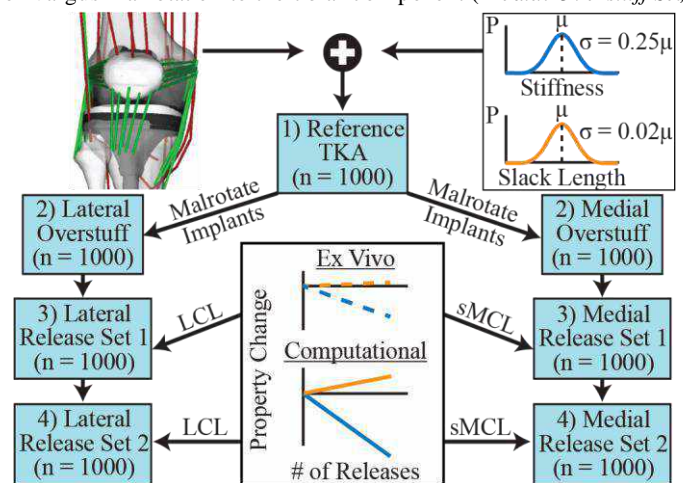 P
μ
σ = 0.25μ
Stiffness
P
μ
σ = 0.02μ
Slack Length
1) Reference
TKA
(n = 1000)
Malrotate
Implants
Malrotate
Implants
2) Lateral
Overstuff
(n = 1000)
2) Medial
Overstuff
(n = 1000)
3) Lateral
Release Set 1
(n = 1000)
LCL
Property Change
Ex Vivo
Computational
# of Releases
sMCL
3) Medial
Release Set 1
(n = 1000)
4) Lateral
Release Set 2
(n = 1000)
LCL
sMCL
4) Medial
Release Set 2
(n = 1000)